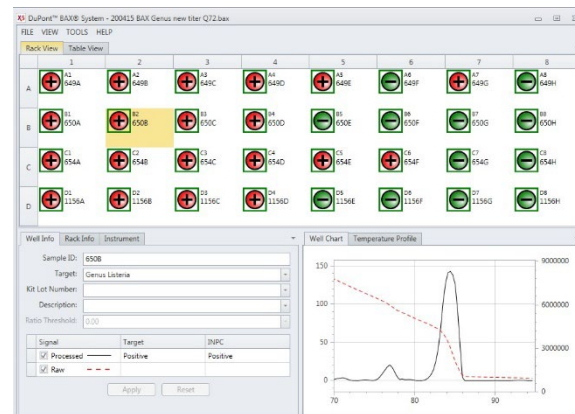 DuPont™ BAX® System - 200415 BAX Genus new titer Q72.bax
FILE VIEW TOOLS HELP
Rack View Table View
1 2 3 4 5 6 7 8
A1 A2 A3 A4 A5 A6 A7 A8
A 649A 649B 649C 649D 649E 649F 649G 649H
B1 B2 B3 B4 B5 B6 B7 B8
B 650A 650B 650C 650D 650E 650F 650G 650H
C1 C2 C3 C4 C5 C6 C7 C8
C 654A 654B 654C 654D 654E 654F 654G 654H
D1 D2 D3 D4 D5 D6 D7 D8
D 1156A 1156B 1156C 1156D 1156E 1156F 1156G 1156H
Well Info Rack Info Instrument
Sample ID: 650B
Target: Genus Listeria
Kit Lot Number:
Description:
Ratio Threshold: 0.00
Signal Target INPC
Processed Positive Positive
Raw
Apply Reset
Well Chart Temperature Profile
150 9000000
100 6000000
50 3000000
0 0
70 80 90